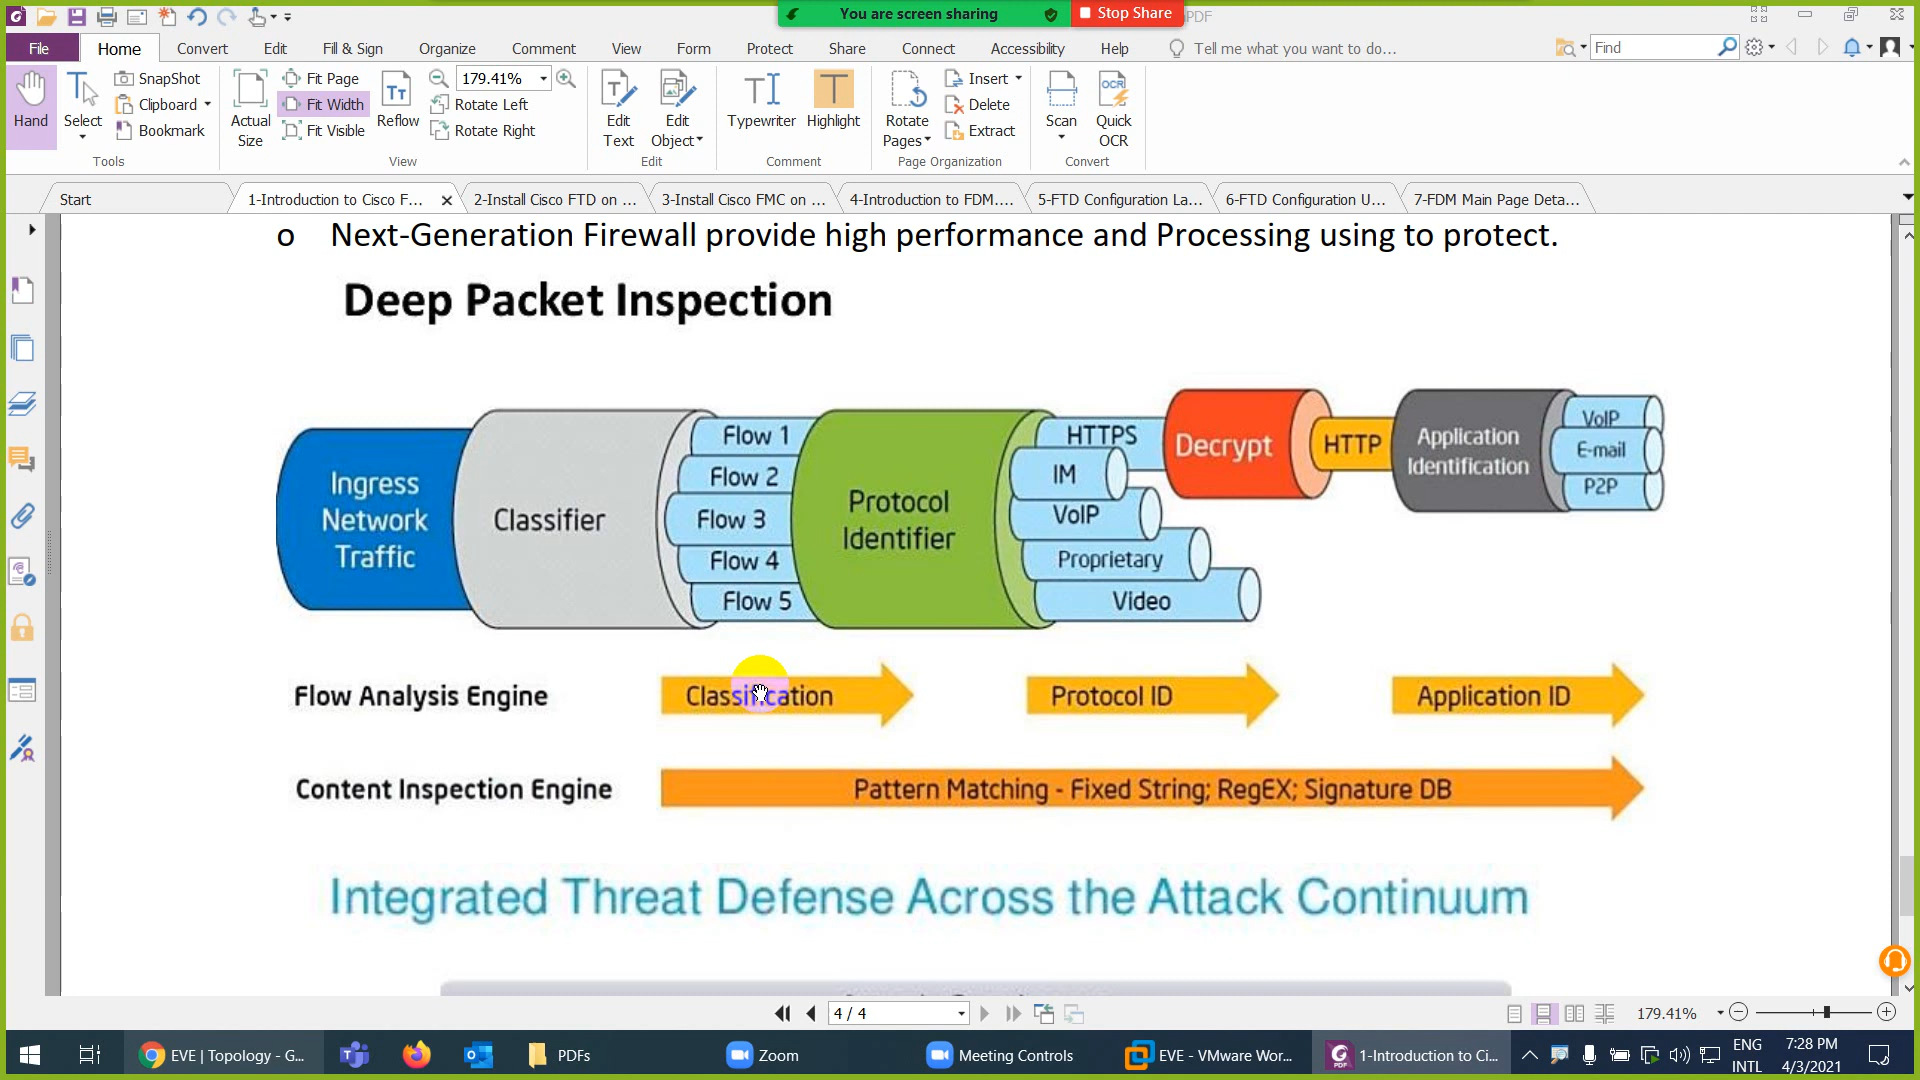 You are screen sharing
Stop Share
PDF
File
Home
Convert
Edit
Fill & Sign
Organize
Comment
View
Form
Protect
Share
Connect
Accessibility
Help
Tell me what you want to do...
Find
Hand
Select
SnapShot
Clipboard
Bookmark
Tools
Actual
Size
Fit Page
Fit Width
Fit Visible
Reflow
179.41%
Rotate Left
Rotate Right
View
Edit
Text
Edit
Object
Edit
Typewriter
Highlight
Comment
Rotate
Pages
Insert
Delete
Extract
Page Organization
Scan
Quick
OCR
Convert
Start
1-Introduction to Cisco F...
2-Install Cisco FTD on ...
3-Install Cisco FMC on ...
4-Introduction to FDM....
5-FTD Configuration La...
6-FTD Configuration U...
7-FDM Main Page Deta...
o Next-Generation Firewall provide high performance and Processing using to protect.
Deep Packet Inspection
Ingress
Network
Traffic
Classifier
Flow 1
Flow 2
Flow 3
Flow 4
Flow 5
Protocol
Identifier
HTTPS
IM
VoIP
Proprietary
Video
Decrypt
HTTP
Application
Identification
VoIP
E-mail
P2P
Flow Analysis Engine
Classification
Protocol ID
Application ID
Content Inspection Engine
Pattern Matching - Fixed String; RegEX; Signature DB
Integrated Threat Defense Across the Attack Continuum
4 / 4
179.41%
EVE | Topology - G...
PDFs
Zoom
Meeting Controls
EVE - VMware Wor...
1-Introduction to Ci...
ENG
INTL
7:28 PM
4/3/2021